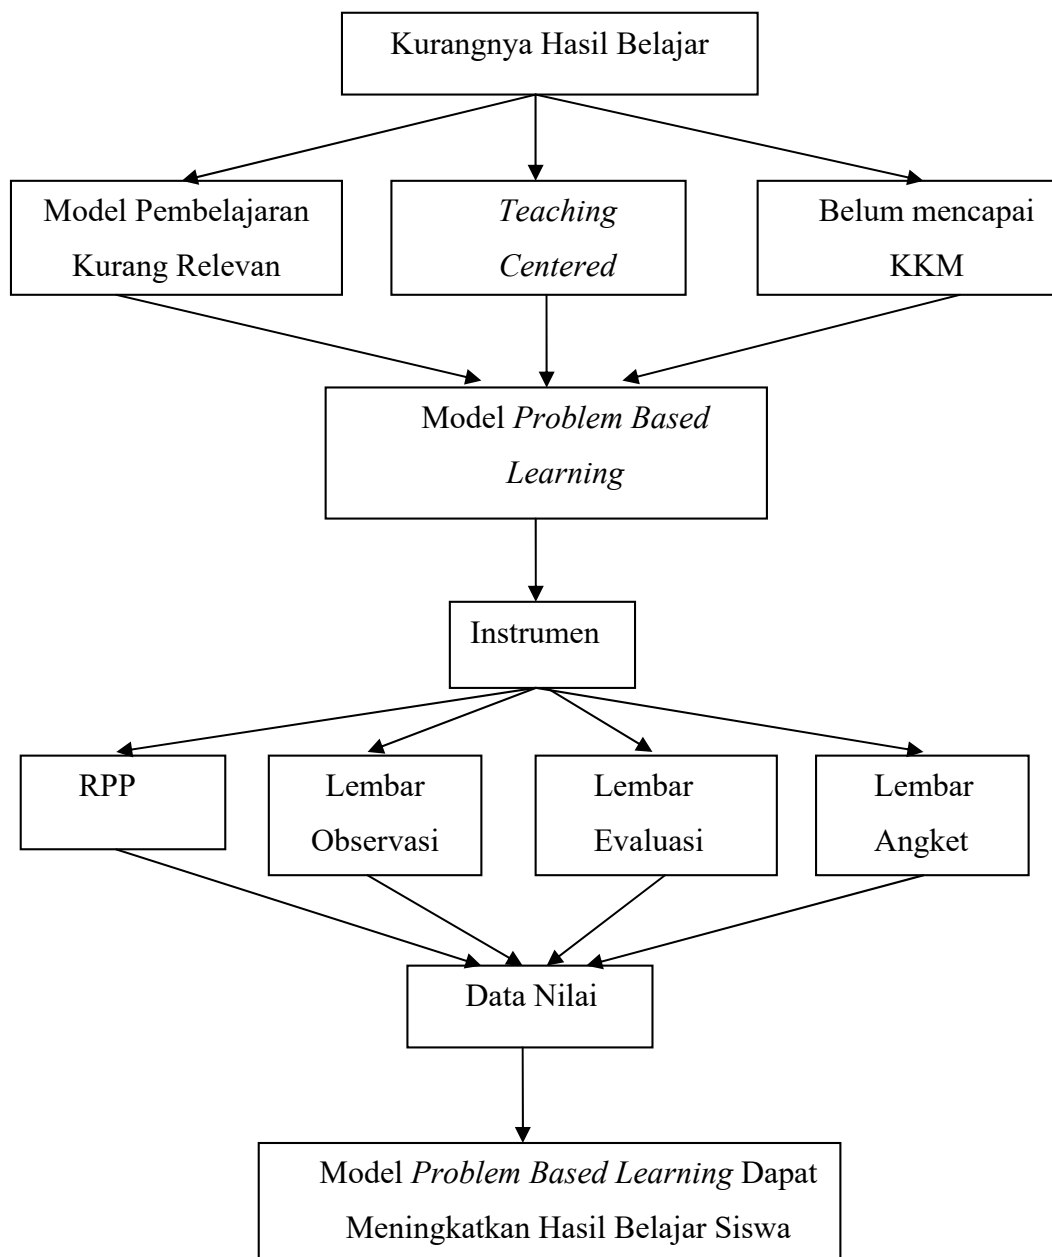 Kurangnya Hasil Belajar
Model Pembelajaran
Kurang Relevan
Teaching
Centered
Belum mencapai
KKM
Model Problem Based
Learning
Instrumen
RPP
Lembar
Observasi
Lembar
Evaluasi
Lembar
Angket
Data Nilai
Model Problem Based Learning Dapat
Meningkatkan Hasil Belajar Siswa